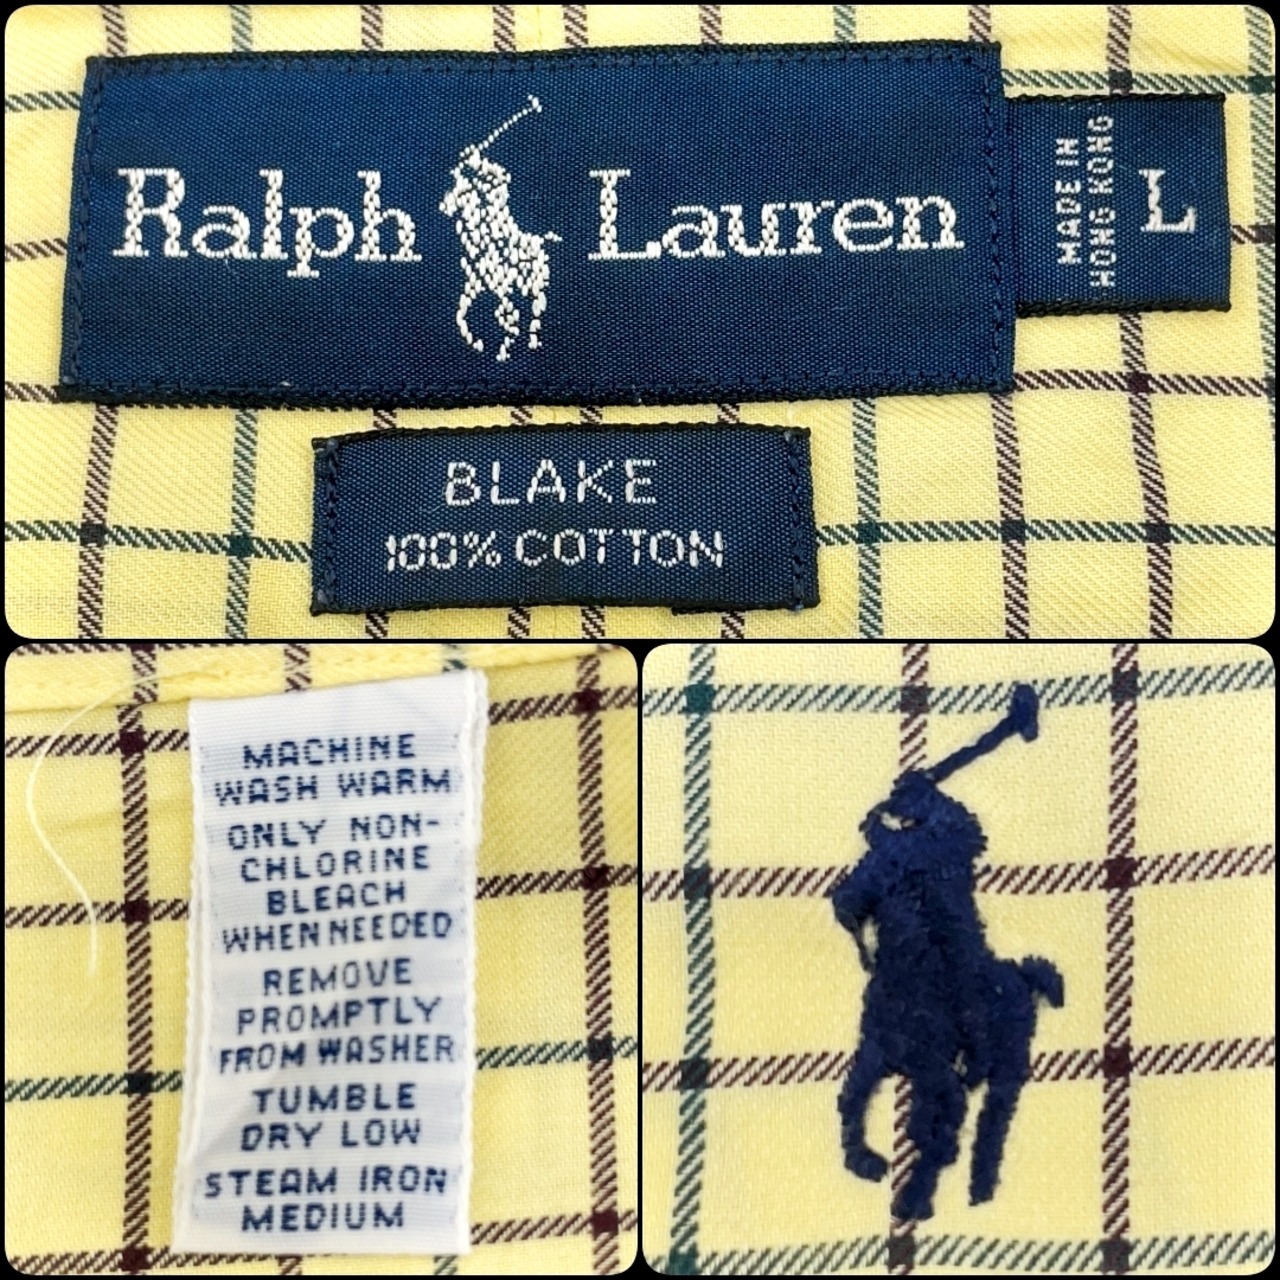 Ralph Lauren
MADE IN
HONG KONG
L
BLAKE
100% COTTON
MACHINE
WASH WARM
ONLY NON-
CHLORINE
BLEACH
WHEN NEEDED
REMOVE
PROMPTLY
FROM WASHER
TUMBLE
DRY LOW
STEAM IRON
MEDIUM